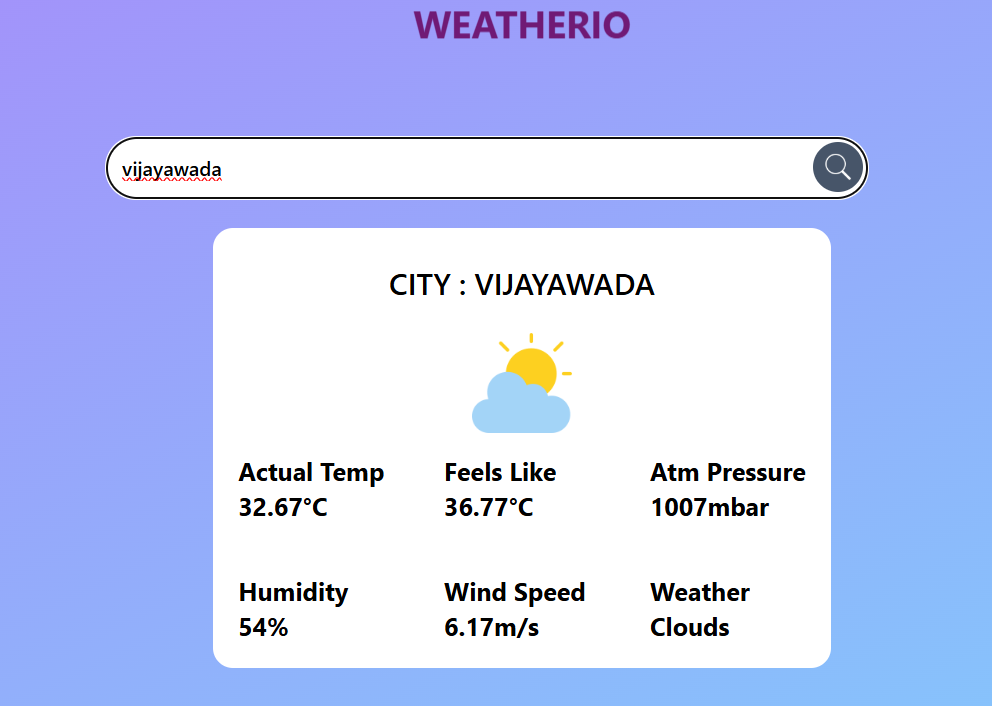 WEATHERIO
vijayawada
CITY : VIJAYAWADA
Actual Temp Feels Like Atm Pressure
32.67°C 36.77°C 1007mbar
Humidity Wind Speed Weather
54% 6.17m/s Clouds